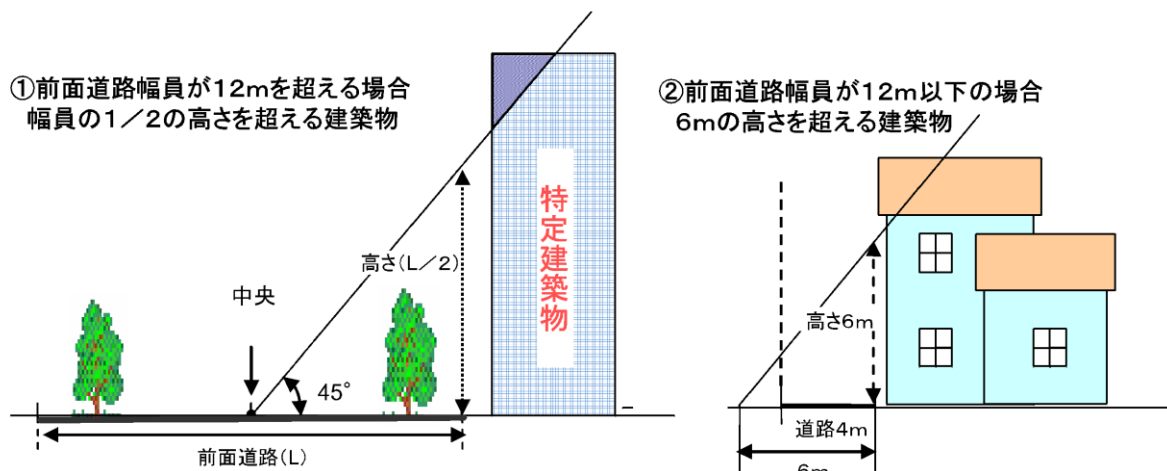 ①前面道路幅員が12mを超える場合
幅員の1/2の高さを超える建築物
中央
45°
高さ(L/2)
特定建築物
前面道路(L)
②前面道路幅員が12m以下の場合
6mの高さを超える建築物
高さ6m
道路4m
6m